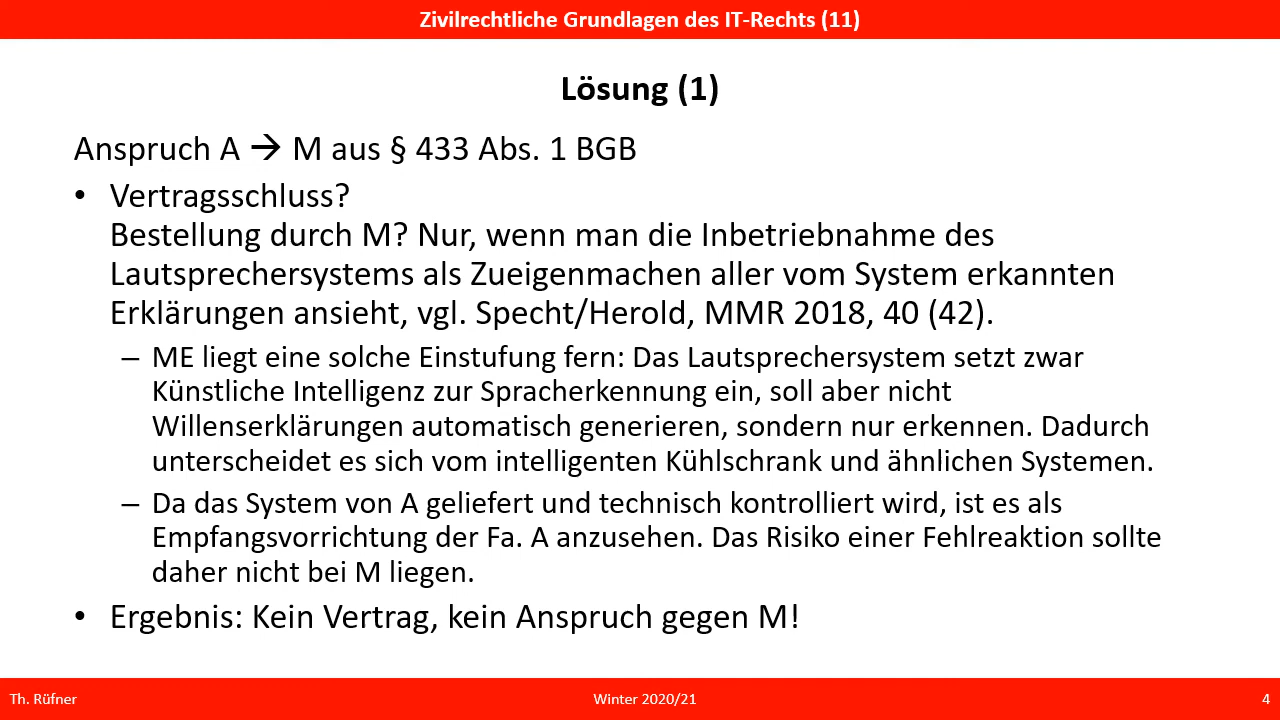 Zivilrechtliche Grundlagen des IT-Rechts (11)
Lösung (1)
Anspruch A → M aus § 433 Abs. 1 BGB
• Vertragsschluss?
Bestellung durch M? Nur, wenn man die Inbetriebnahme des
Lautsprechersystems als Zueigenmachen aller vom System erkannten
Erklärungen ansieht, vgl. Specht/Herold, MMR 2018, 40 (42).
– ME liegt eine solche Einstufung fern: Das Lautsprechersystem setzt zwar
Künstliche Intelligenz zur Spracherkennung ein, soll aber nicht
Willenserklärungen automatisch generieren, sondern nur erkennen. Dadurch
unterscheidet es sich vom intelligenten Kühlschrank und ähnlichen Systemen.
– Da das System von A geliefert und technisch kontrolliert wird, ist es als
Empfangsvorrichtung der Fa. A anzusehen. Das Risiko einer Fehlreaktion sollte
daher nicht bei M liegen.
• Ergebnis: Kein Vertrag, kein Anspruch gegen M!
Th. Rüfner
Winter 2020/21
4